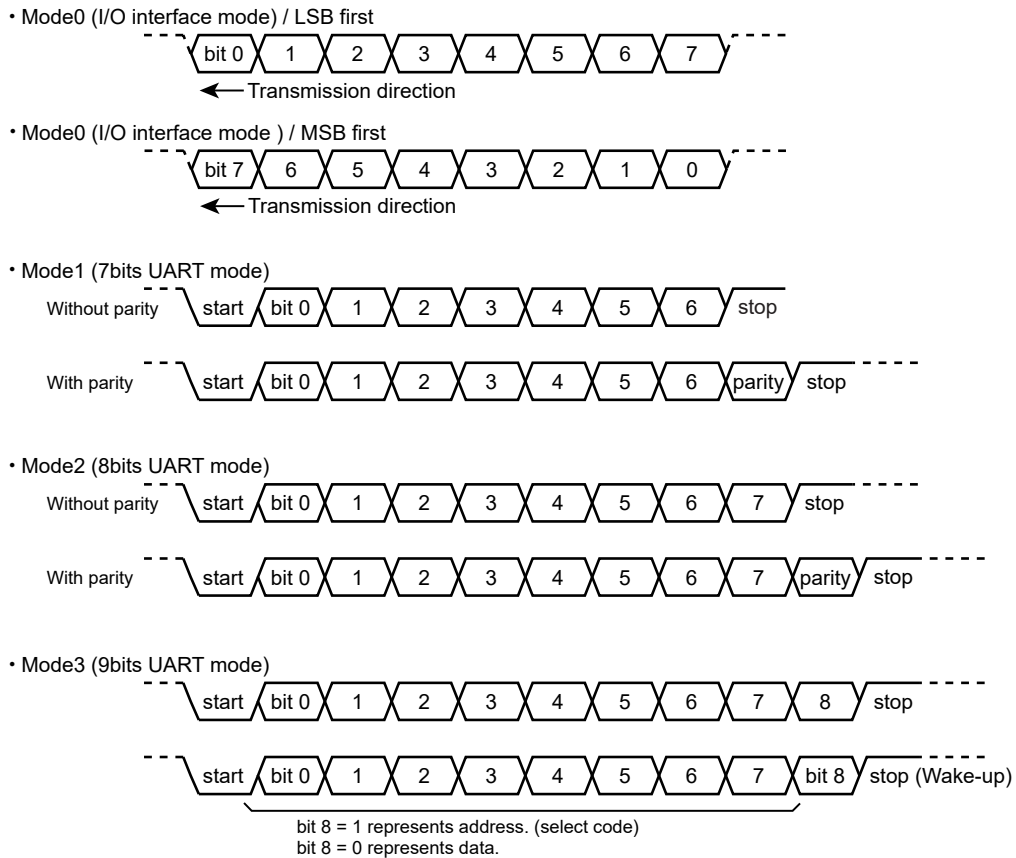 ・Mode0 (I/O interface mode) / LSB first
bit 0 1 2 3 4 5 6 7
Transmission direction
・Mode0 (I/O interface mode ) / MSB first
bit 7 6 5 4 3 2 1 0
Transmission direction
・Mode1 (7bits UART mode)
Without parity start bit 0 1 2 3 4 5 6 stop
With parity start bit 0 1 2 3 4 5 6 parity stop
・Mode2 (8bits UART mode)
Without parity start bit 0 1 2 3 4 5 6 7 stop
With parity start bit 0 1 2 3 4 5 6 7 parity stop
・Mode3 (9bits UART mode)
start bit 0 1 2 3 4 5 6 7 8 stop
start bit 0 1 2 3 4 5 6 7 bit 8 stop (Wake-up)
bit 8 = 1 represents address. (select code)
bit 8 = 0 represents data.